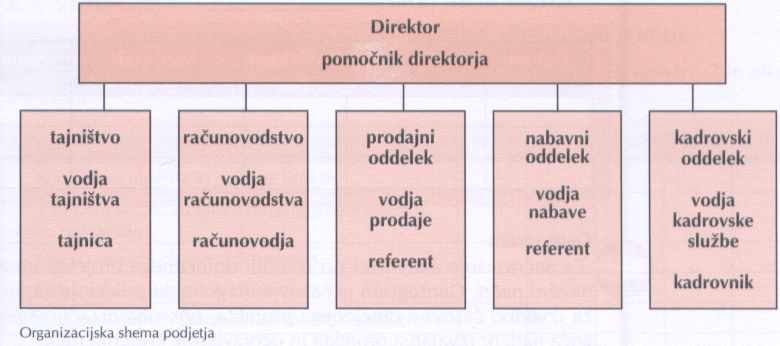 Direktor
pomočnik direktorja
tajništvo
vodja
tajništva
tajnica
računovodstvo
vodja
računovodstva
računovodja
prodajni
oddelek
vodja
prodaje
referent
nabavni
oddelek
vodja
nabave
referent
kadrovski
oddelek
vodja
kadrovske
službe
kadrovnik
Organizacijska shema podjetja